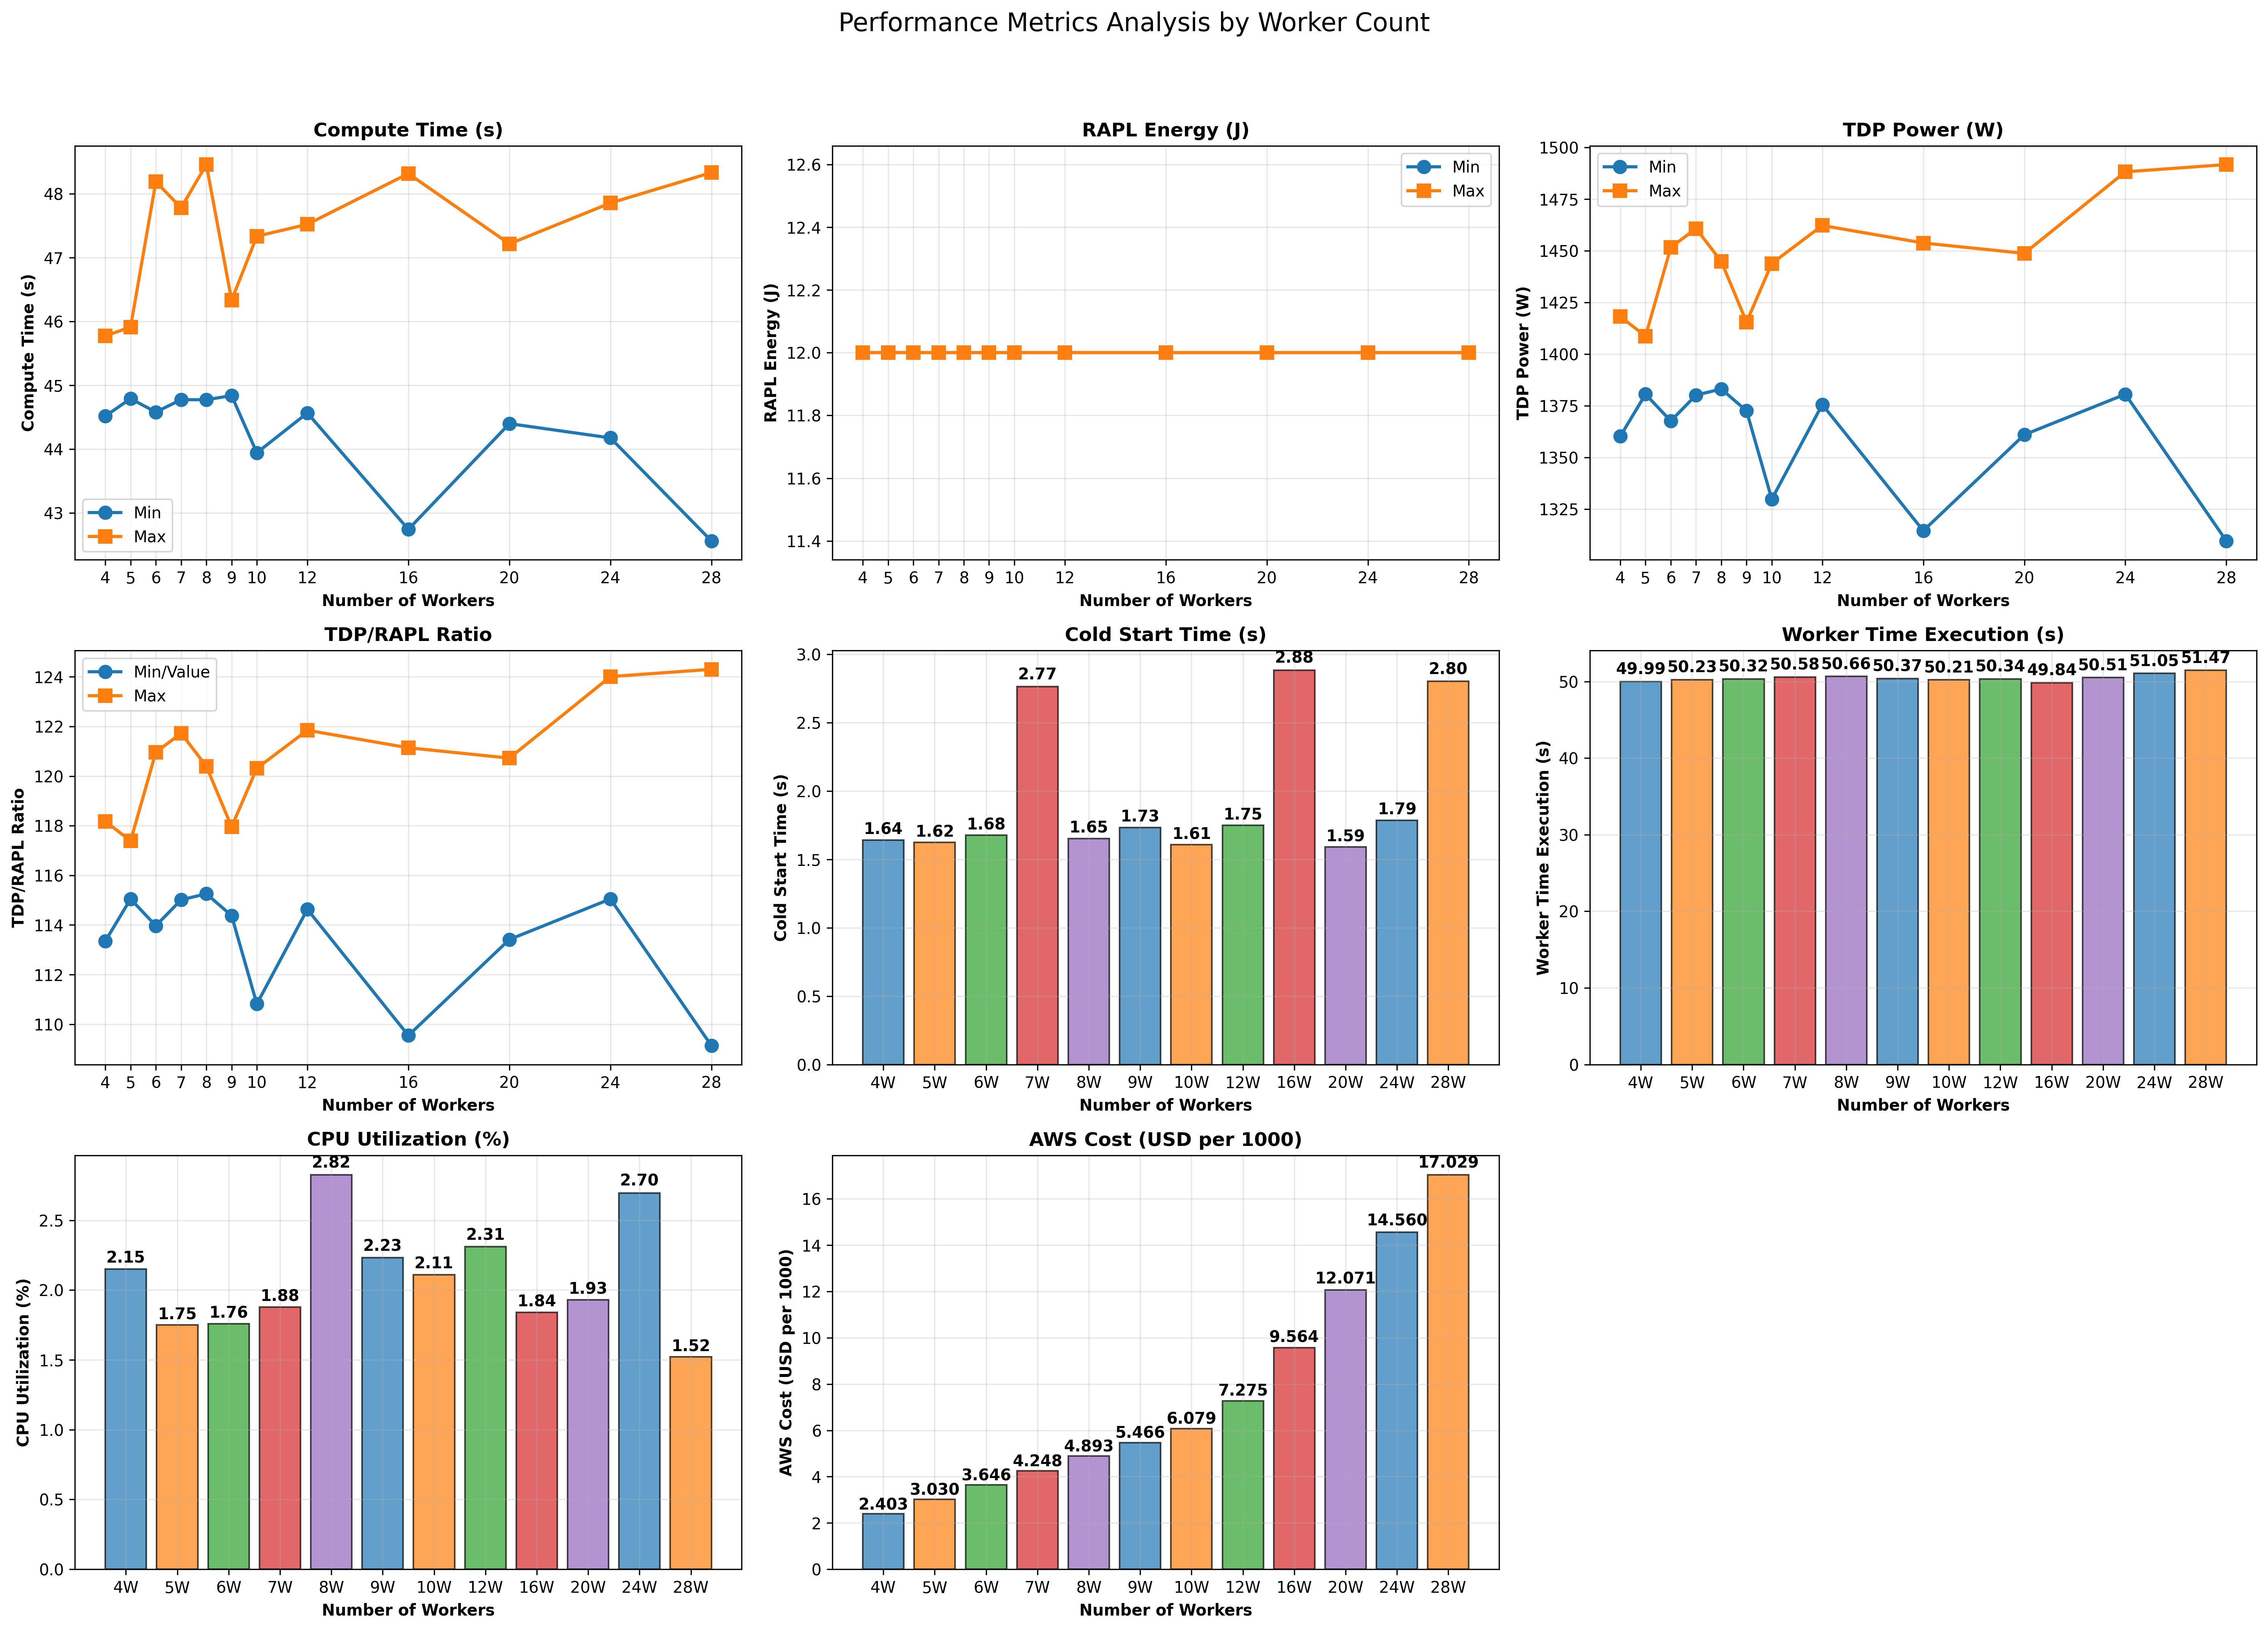 Performance Metrics Analysis by Worker Count
Compute Time (s)
Compute Time (s)
48
47
46
45
44
43
Min
Max
4 5 6 7 8 9 10 12 16 20 24 28
Number of Workers
RAPL Energy (J)
RAPL Energy (J)
12.6
12.4
12.2
12.0
11.8
11.6
11.4
Min
Max
4 5 6 7 8 9 10 12 16 20 24 28
Number of Workers
TDP Power (W)
TDP Power (W)
1500
1475
1450
1425
1400
1375
1350
1325
Min
Max
4 5 6 7 8 9 10 12 16 20 24 28
Number of Workers
TDP/RAPL Ratio
TDP/RAPL Ratio
124
122
120
118
116
114
112
110
Min/Value
Max
4 5 6 7 8 9 10 12 16 20 24 28
Number of Workers
Cold Start Time (s)
Cold Start Time (s)
3.0
2.5
2.0
1.5
1.0
0.5
0.0
1.64 1.62 1.68 2.77 1.65 1.73 1.61 1.75 2.88 1.59 1.79 2.80
4W 5W 6W 7W 8W 9W 10W 12W 16W 20W 24W 28W
Number of Workers
Worker Time Execution (s)
Worker Time Execution (s)
50
40
30
20
10
0
49.99 50.23 50.32 50.58 50.66 50.37 50.21 50.34 49.84 50.51 51.05 51.47
4W 5W 6W 7W 8W 9W 10W 12W 16W 20W 24W 28W
Number of Workers
CPU Utilization (%)
CPU Utilization (%)
2.5
2.0
1.5
1.0
0.5
0.0
2.15 1.75 1.76 1.88 2.82 2.23 2.11 2.31 1.84 1.93 2.70 1.52
4W 5W 6W 7W 8W 9W 10W 12W 16W 20W 24W 28W
Number of Workers
AWS Cost (USD per 1000)
AWS Cost (USD per 1000)
16
14
12
10
8
6
4
2
0
2.403 3.030 3.646 4.248 4.893 5.466 6.079 7.275 9.564 12.071 14.560 17.029
4W 5W 6W 7W 8W 9W 10W 12W 16W 20W 24W 28W
Number of Workers